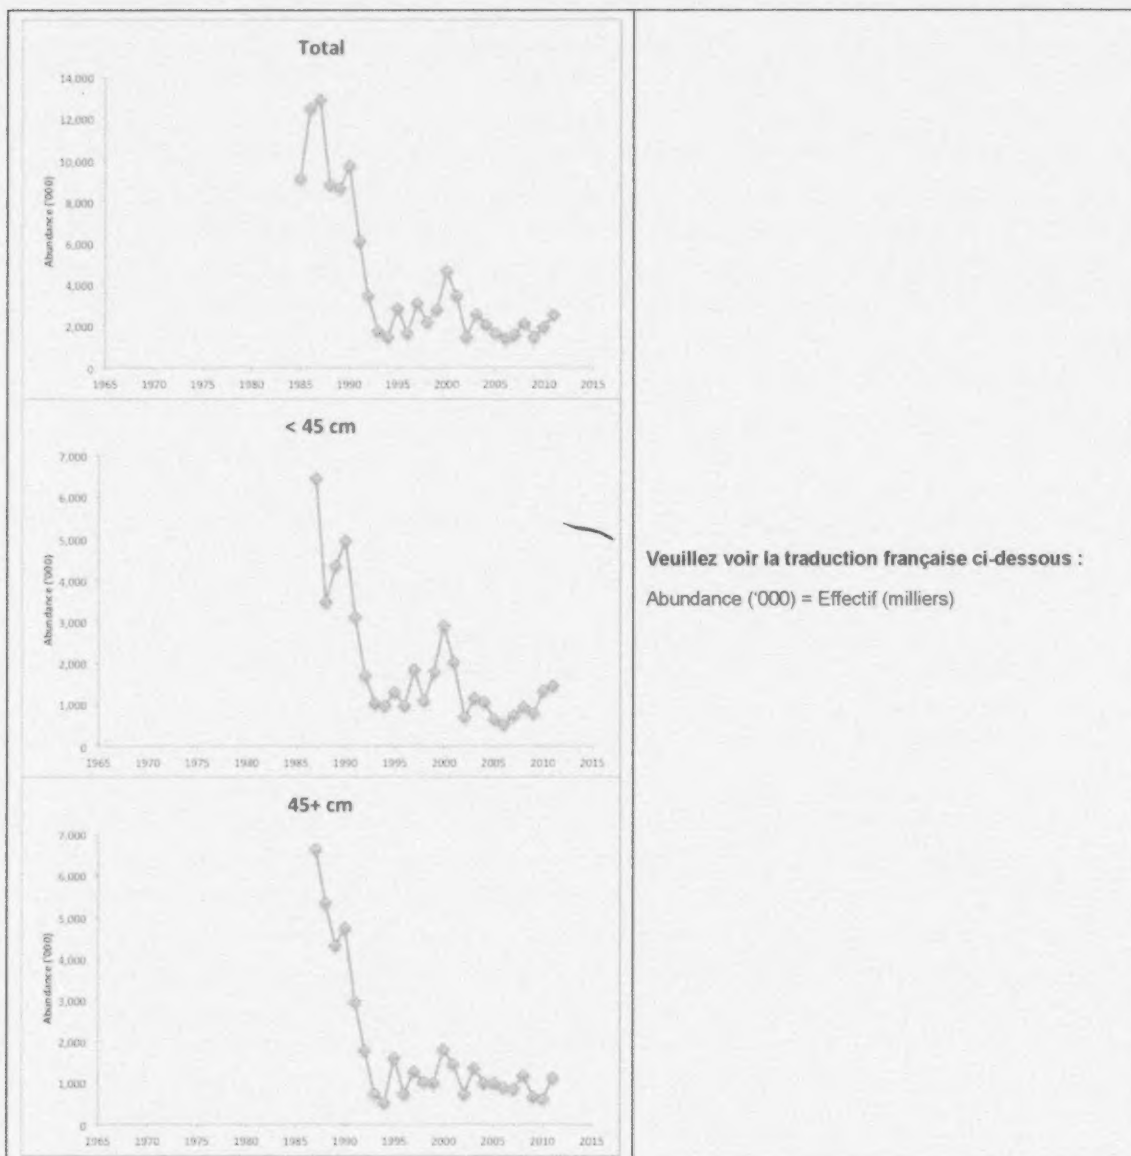 Total
14,000
12,000
10,000
8,000
6,000
4,000
2,000
0
Abundance ('000)
1965 1970 1975 1980 1985 1990 1995 2000 2005 2010 2015
< 45 cm
7,000
6,000
5,000
4,000
3,000
2,000
1,000
0
Abundance ('000)
1965 1970 1975 1980 1985 1990 1995 2000 2005 2010 2015
45+ cm
7,000
6,000
5,000
4,000
3,000
2,000
1,000
0
Abundance ('000)
1965 1970 1975 1980 1985 1990 1995 2000 2005 2010 2015
Veuillez voir la traduction française ci-dessous :
Abundance ('000) = Effectif (milliers)